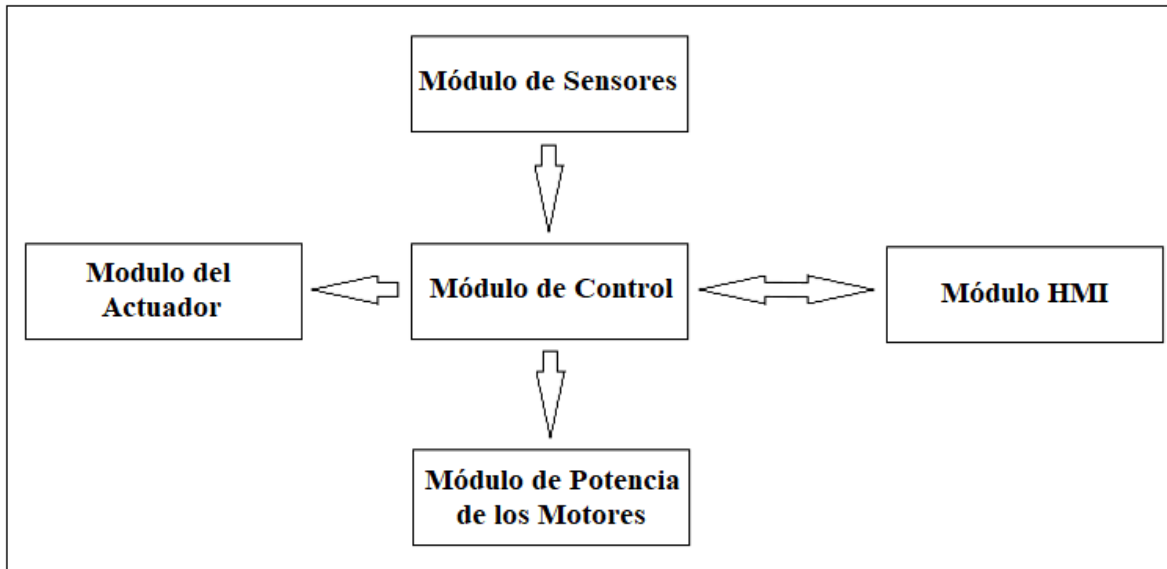 Módulo de Sensores
Modulo del
Actuador
Módulo de Control
Módulo HMI
Módulo de Potencia
de los Motores